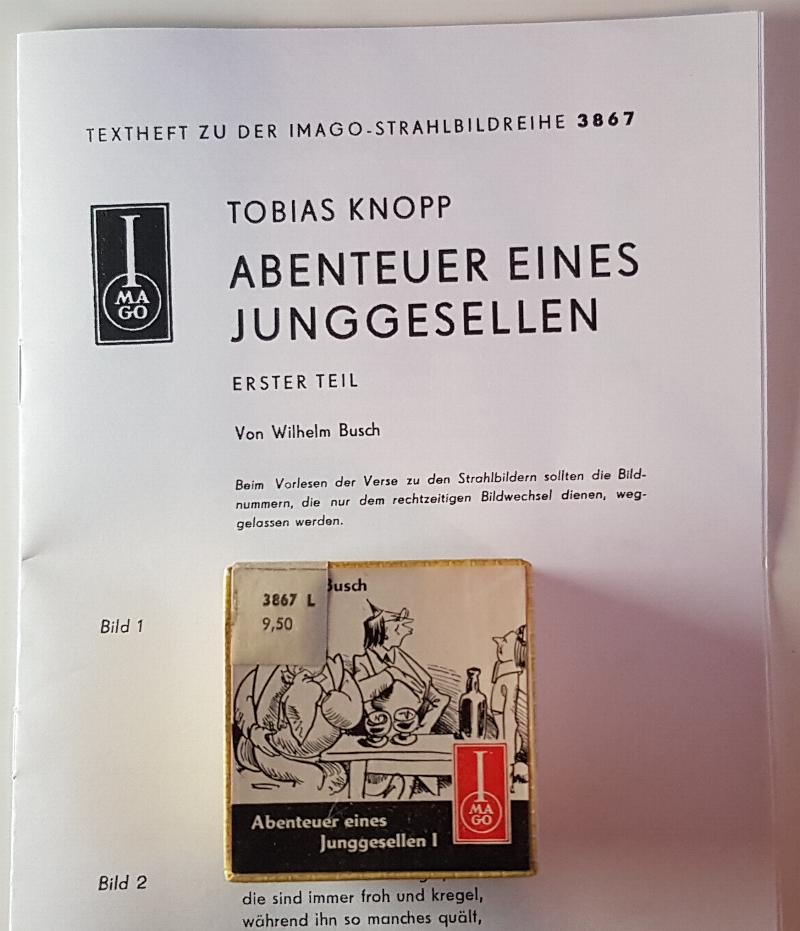 TEXTHEFT ZU DER IMAGO-STRAHLBILDREIHE 3867
I
MA
GO
TOBIAS KNOPP
ABENTEUER EINES
JUNGGESELLEN
ERSTER TEIL
Von Wilhelm Busch
Beim Vorlesen der Verse zu den Strahlbildern sollten die Bild-
nummern, die nur dem rechtzeitigen Bildwechsel dienen, weg-
gelassen werden.
Bild 1
Busch
3867 L
9,50
I
MA
GO
Abenteuer eines
Junggesellen I
Bild 2
die sind immer froh und kregel,
während ihn so manches quält,